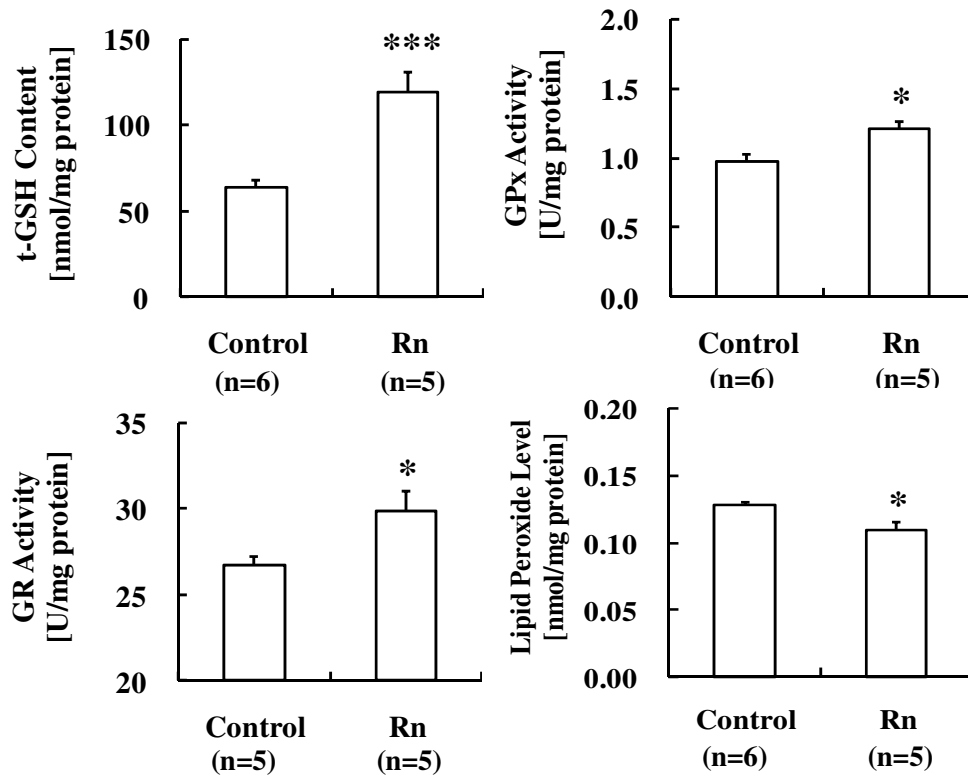 t-GSH Content
[nmol/mg protein]
150
100
50
0
***
Control
Rn
(n=6)
(n=5)
GPx Activity
[U/mg protein]
2.0
1.5
1.0
0.5
0.0
*
Control
Rn
(n=6)
(n=5)
GR Activity
[U/mg protein]
35
30
25
20
*
Control
Rn
(n=5)
(n=5)
Lipid Peroxide Level
[nmol/mg protein]
0.20
0.15
0.10
0.05
0.00
*
Control
Rn
(n=6)
(n=5)